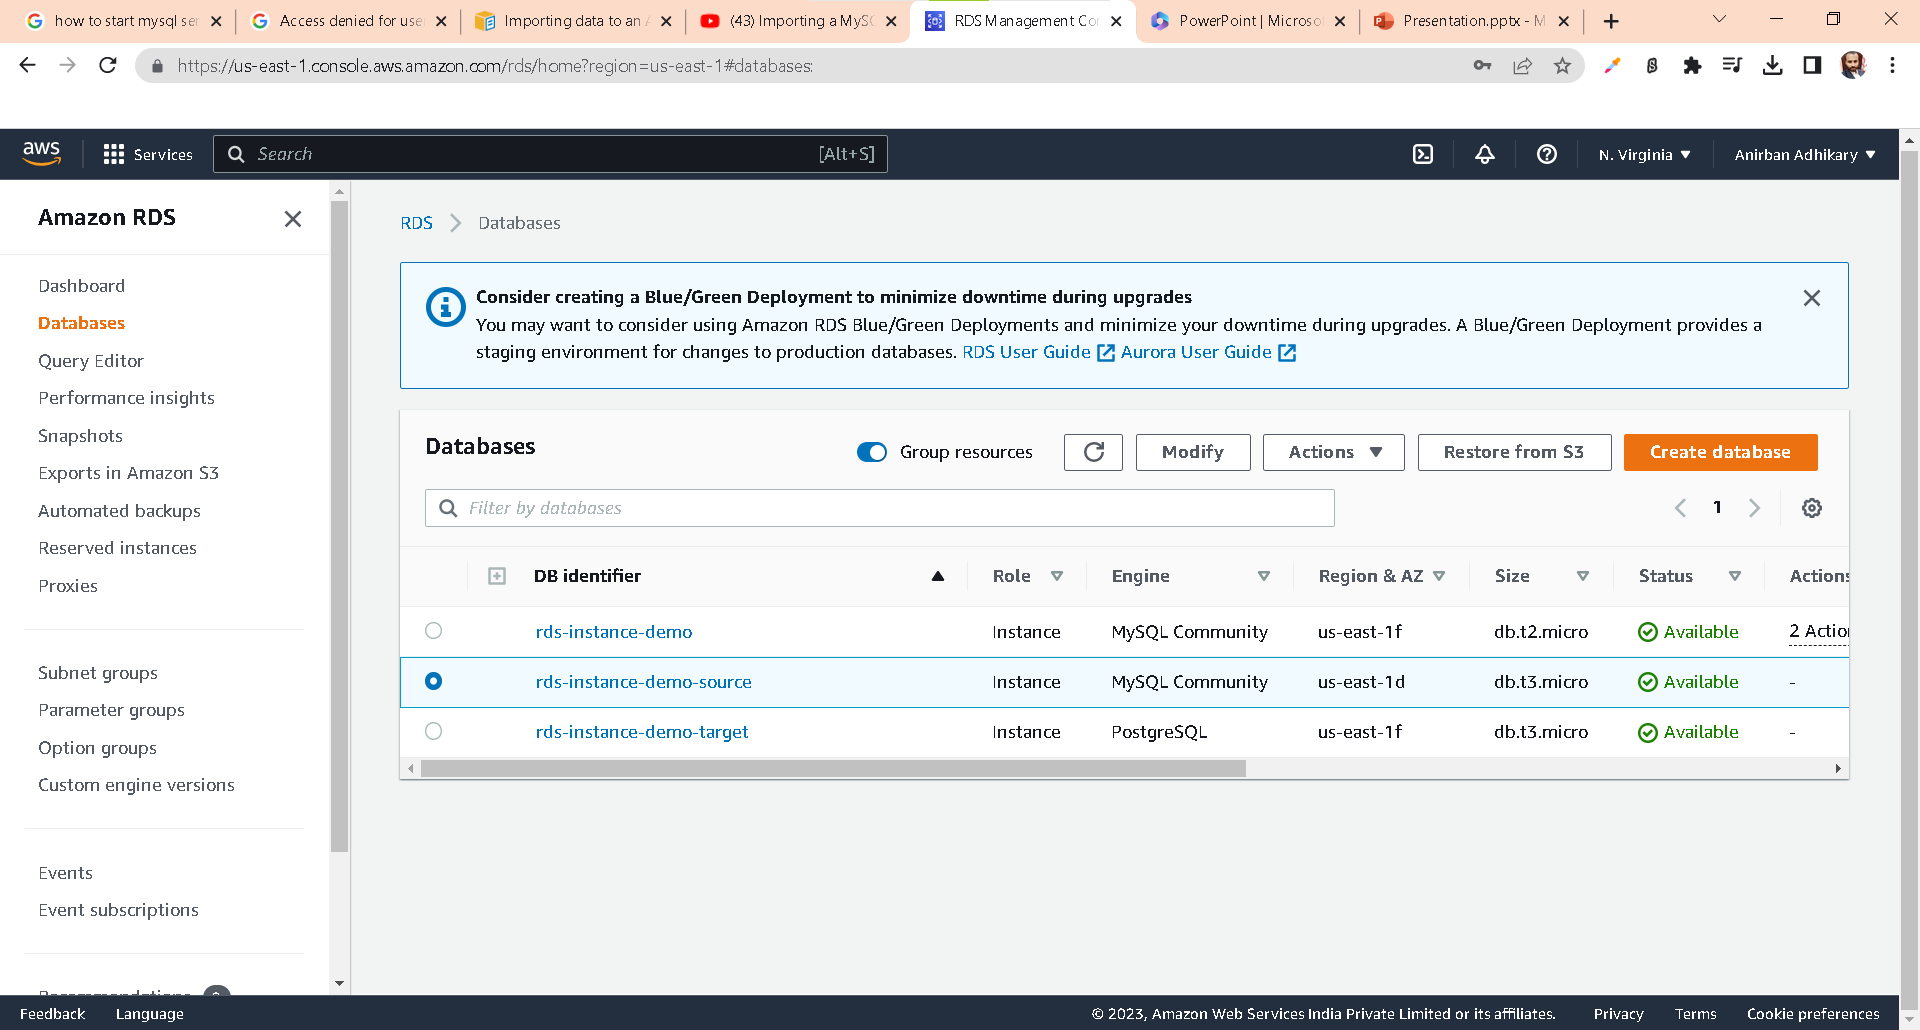 how to start mysql ser
Access denied for use
Importing data to an A
(43) Importing a MySQ
RDS Management Co
PowerPoint | Microso
Presentation.pptx - M
https://us-east-1.console.aws.amazon.com/rds/home?region=us-east-1#databases:
aws
Services
Search
[Alt+S]
N. Virginia
Anirban Adhikary
Amazon RDS
Dashboard
Databases
Query Editor
Performance insights
Snapshots
Exports in Amazon S3
Automated backups
Reserved instances
Proxies
Subnet groups
Parameter groups
Option groups
Custom engine versions
Events
Event subscriptions
Recommendations
RDS
Databases
Consider creating a Blue/Green Deployment to minimize downtime during upgrades
You may want to consider using Amazon RDS Blue/Green Deployments and minimize your downtime during upgrades. A Blue/Green Deployment provides a
staging environment for changes to production databases. RDS User Guide Aurora User Guide
Databases
Group resources
Modify
Actions
Restore from S3
Create database
Filter by databases
1
DB identifier Role Engine Region & AZ Size Status Actions
rds-instance-demo Instance MySQL Community us-east-1f db.t2.micro Available 2 Actio
rds-instance-demo-source Instance MySQL Community us-east-1d db.t3.micro Available -
rds-instance-demo-target Instance PostgreSQL us-east-1f db.t3.micro Available -
Feedback Language © 2023, Amazon Web Services India Private Limited or its affiliates. Privacy Terms Cookie preferences